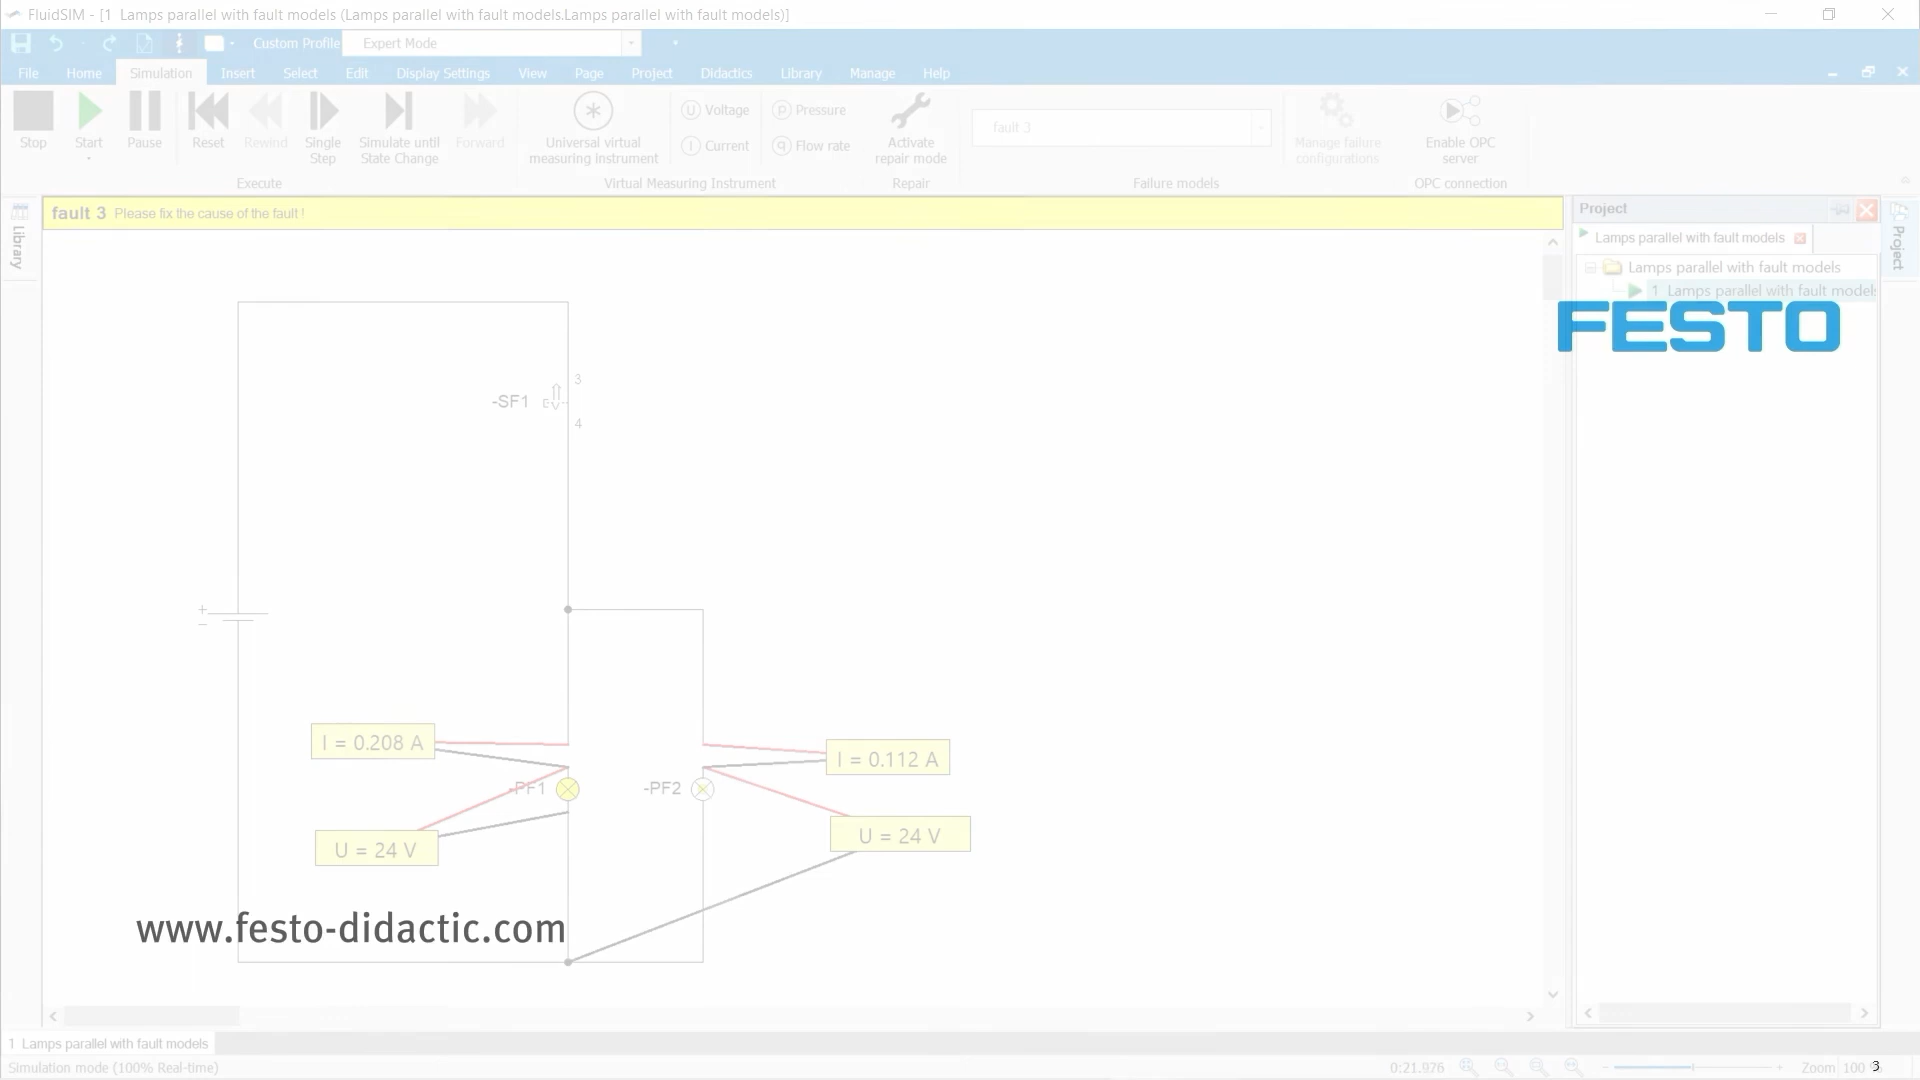 FluidSIM - [1 Lamps parallel with fault models (Lamps parallel with fault models.Lamps parallel with fault models)]
Custom Profile Expert Mode
File Home Simulation Insert Select Edit Display Settings View Page Project Didactics Library Manage Help
Stop Start Pause Reset Rewind Single Step Simulate until State Change Forward
Universal virtual measuring instrument
U Voltage P Pressure
I Current q Flow rate
Activate repair mode
fault 3
Manage failure configurations
Enable OPC server
Execute Virtual Measuring Instrument Repair Failure models OPC connection
Library
fault 3 Please fix the cause of the fault !
Project
Lamps parallel with fault models
Lamps parallel with fault models
1 Lamps parallel with fault models
Project
FESTO
3
-SF1
4
+
−
I = 0.208 A
I = 0.112 A
-PF1
-PF2
U = 24 V
U = 24 V
www.festo-didactic.com
1 Lamps parallel with fault models
Simulation mode (100% Real-time) 0:21.976 Zoom 100
3